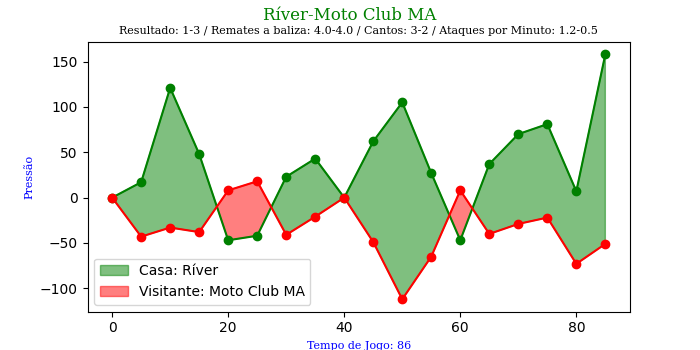 Ríver-Moto Club MA
Resultado: 1-3 / Remates a baliza: 4.0-4.0 / Cantos: 3-2 / Ataques por Minuto: 1.2-0.5
150
100
50
0
−50
−100
Pressão
Casa: Ríver
Visitante: Moto Club MA
0 20 40 60 80
Tempo de Jogo: 86